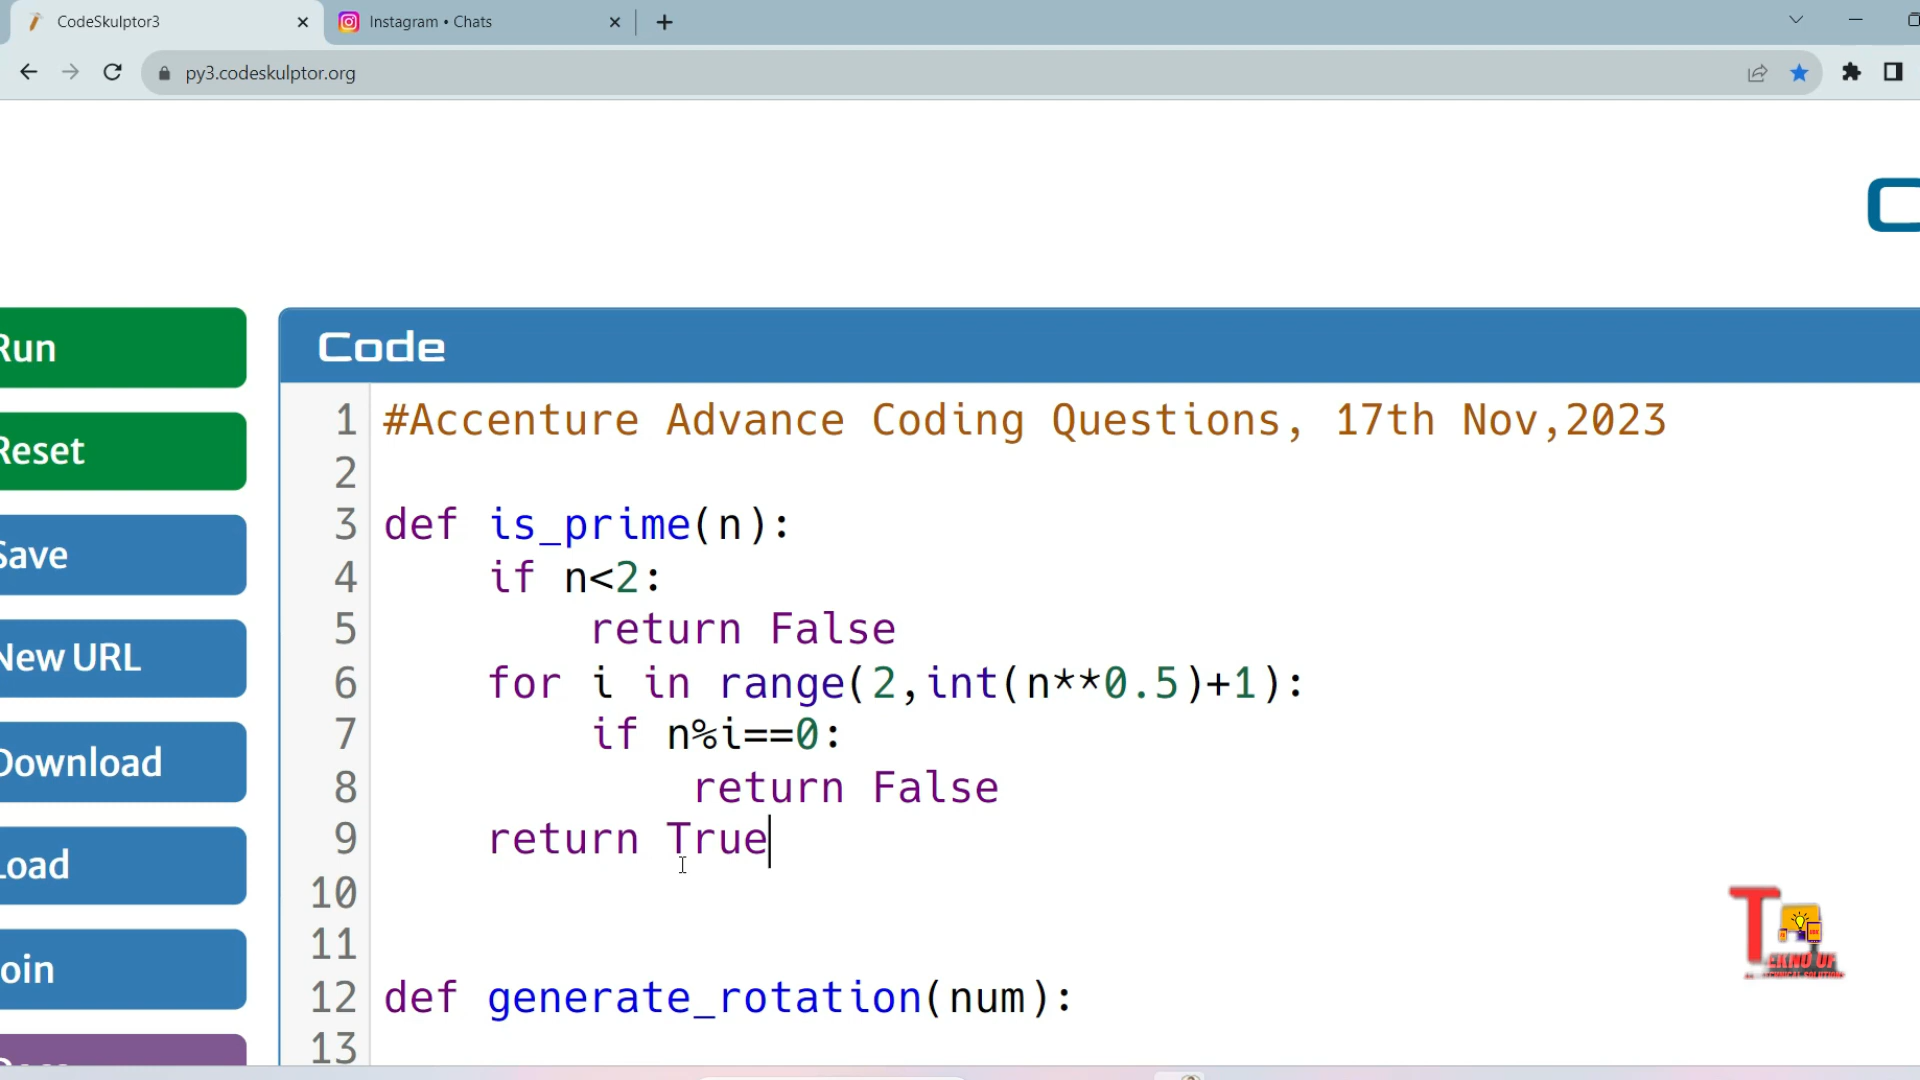 CodeSkulptor3
Instagram • Chats
py3.codeskulptor.org
Run
Reset
Save
New URL
Download
Load
Join
Code
1 #Accenture Advance Coding Questions, 17th Nov,2023
2
3 def is_prime(n):
4 if n<2:
5 return False
6 for i in range(2,int(n**0.5)+1):
7 if n%i==0:
8 return False
9 return True
10
11
12 def generate_rotation(num):
13